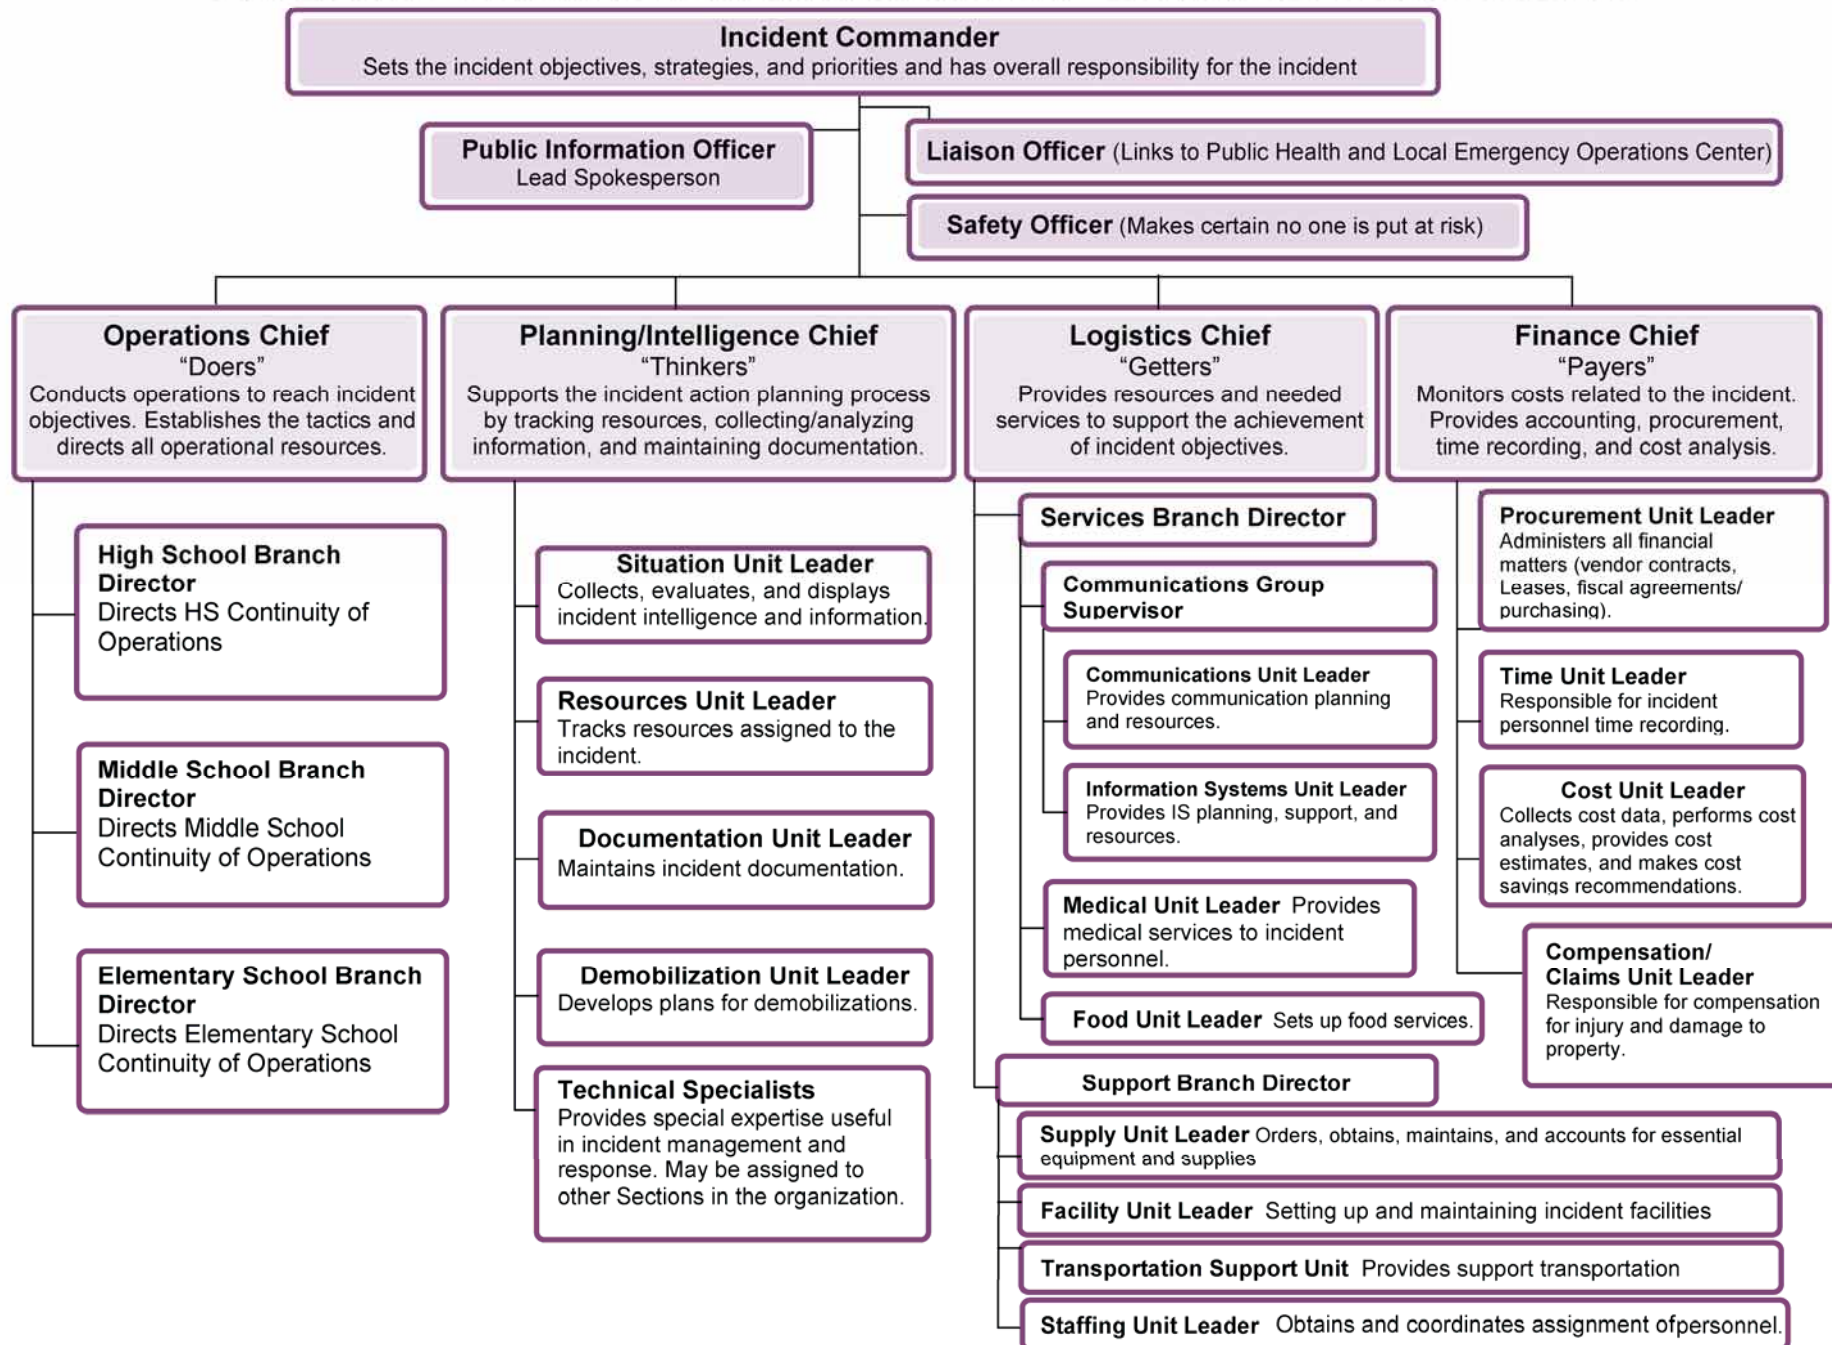 Incident Commander
Sets the incident objectives, strategies, and priorities and has overall responsibility for the incident
Public Information Officer
Lead Spokesperson
Liaison Officer (Links to Public Health and Local Emergency Operations Center)
Safety Officer (Makes certain no one is put at risk)
Operations Chief
“Doers”
Conducts operations to reach incident
objectives. Establishes the tactics and
directs all operational resources.
High School Branch
Director
Directs HS Continuity of
Operations
Middle School Branch
Director
Directs Middle School
Continuity of Operations
Elementary School Branch
Director
Directs Elementary School
Continuity of Operations
Planning/Intelligence Chief
“Thinkers”
Supports the incident action planning process
by tracking resources, collecting/analyzing
information, and maintaining documentation.
Situation Unit Leader
Collects, evaluates, and displays
incident intelligence and information.
Resources Unit Leader
Tracks resources assigned to the
incident.
Documentation Unit Leader
Maintains incident documentation.
Demobilization Unit Leader
Develops plans for demobilizations.
Technical Specialists
Provides special expertise useful
in incident management and
response. May be assigned to
other Sections in the organization.
Logistics Chief
“Getters”
Provides resources and needed
services to support the achievement
of incident objectives.
Services Branch Director
Communications Group
Supervisor
Communications Unit Leader
Provides communication planning
and resources.
Information Systems Unit Leader
Provides IS planning, support, and
resources.
Medical Unit Leader Provides
medical services to incident
personnel.
Food Unit Leader Sets up food services.
Support Branch Director
Supply Unit Leader Orders, obtains, maintains, and accounts for essential
equipment and supplies
Facility Unit Leader Setting up and maintaining incident facilities
Transportation Support Unit Provides support transportation
Staffing Unit Leader Obtains and coordinates assignment ofpersonnel.
Finance Chief
“Payers”
Monitors costs related to the incident.
Provides accounting, procurement,
time recording, and cost analysis.
Procurement Unit Leader
Administers all financial
matters (vendor contracts,
Leases, fiscal agreements/
purchasing).
Time Unit Leader
Responsible for incident
personnel time recording.
Cost Unit Leader
Collects cost data, performs cost
analyses, provides cost
estimates, and makes cost
savings recommendations.
Compensation/
Claims Unit Leader
Responsible for compensation
for injury and damage to
property.